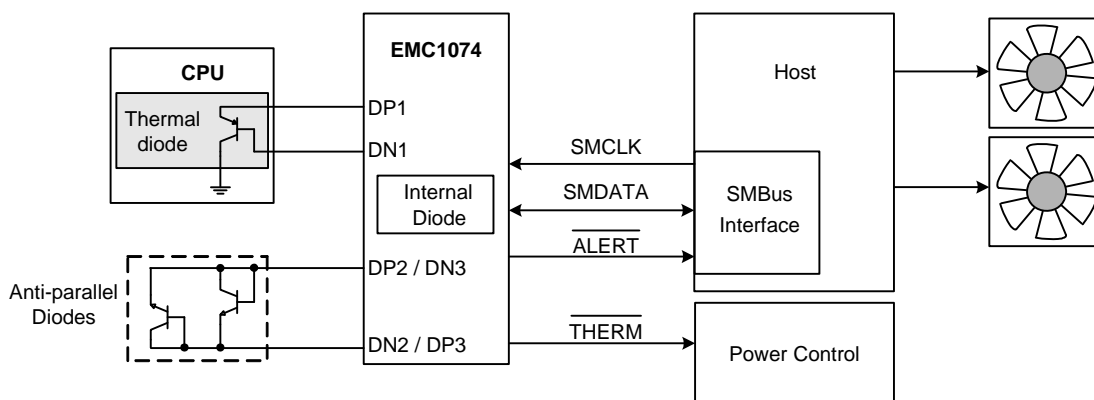 EMC1074
CPU
Thermal
diode
DP1
DN1
Internal
Diode
Host
SMCLK
SMDATA
SMBus
Interface
ALERT
Anti-parallel
Diodes
DP2 / DN3
DN2 / DP3
THERM
Power Control